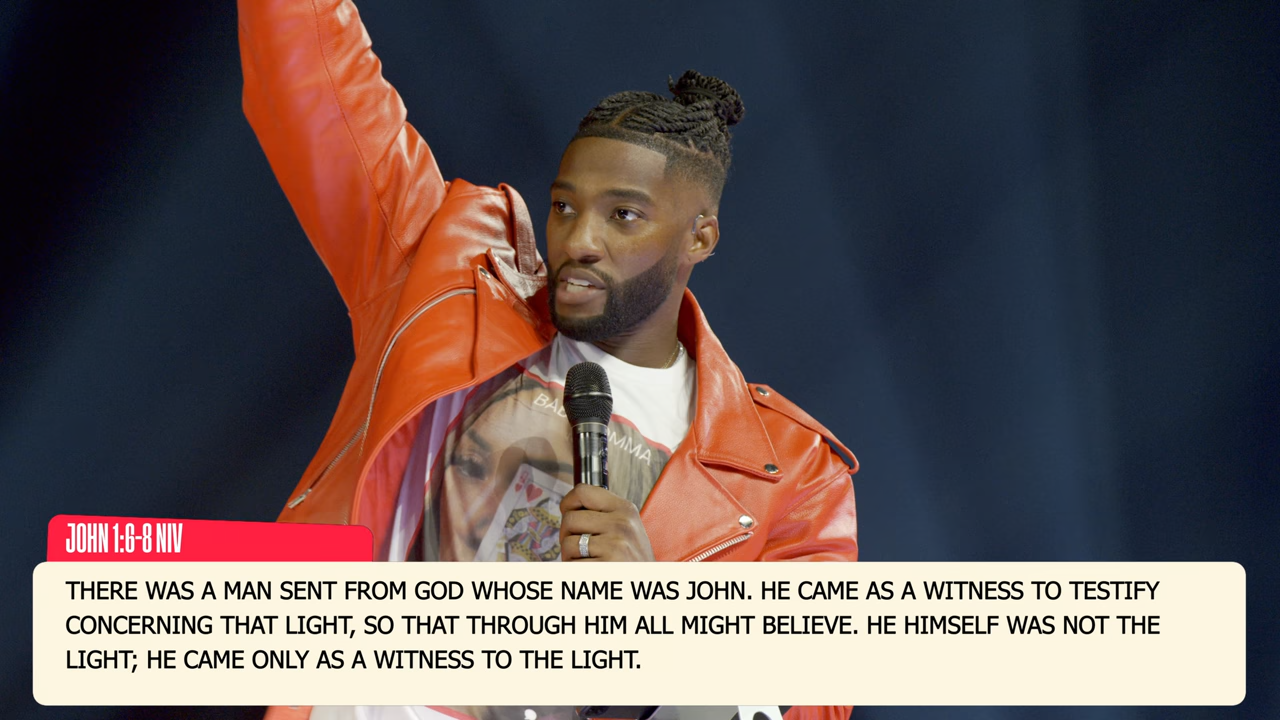 JOHN 1:6-8 NIV
THERE WAS A MAN SENT FROM GOD WHOSE NAME WAS JOHN. HE CAME AS A WITNESS TO TESTIFY
CONCERNING THAT LIGHT, SO THAT THROUGH HIM ALL MIGHT BELIEVE. HE HIMSELF WAS NOT THE
LIGHT; HE CAME ONLY AS A WITNESS TO THE LIGHT.